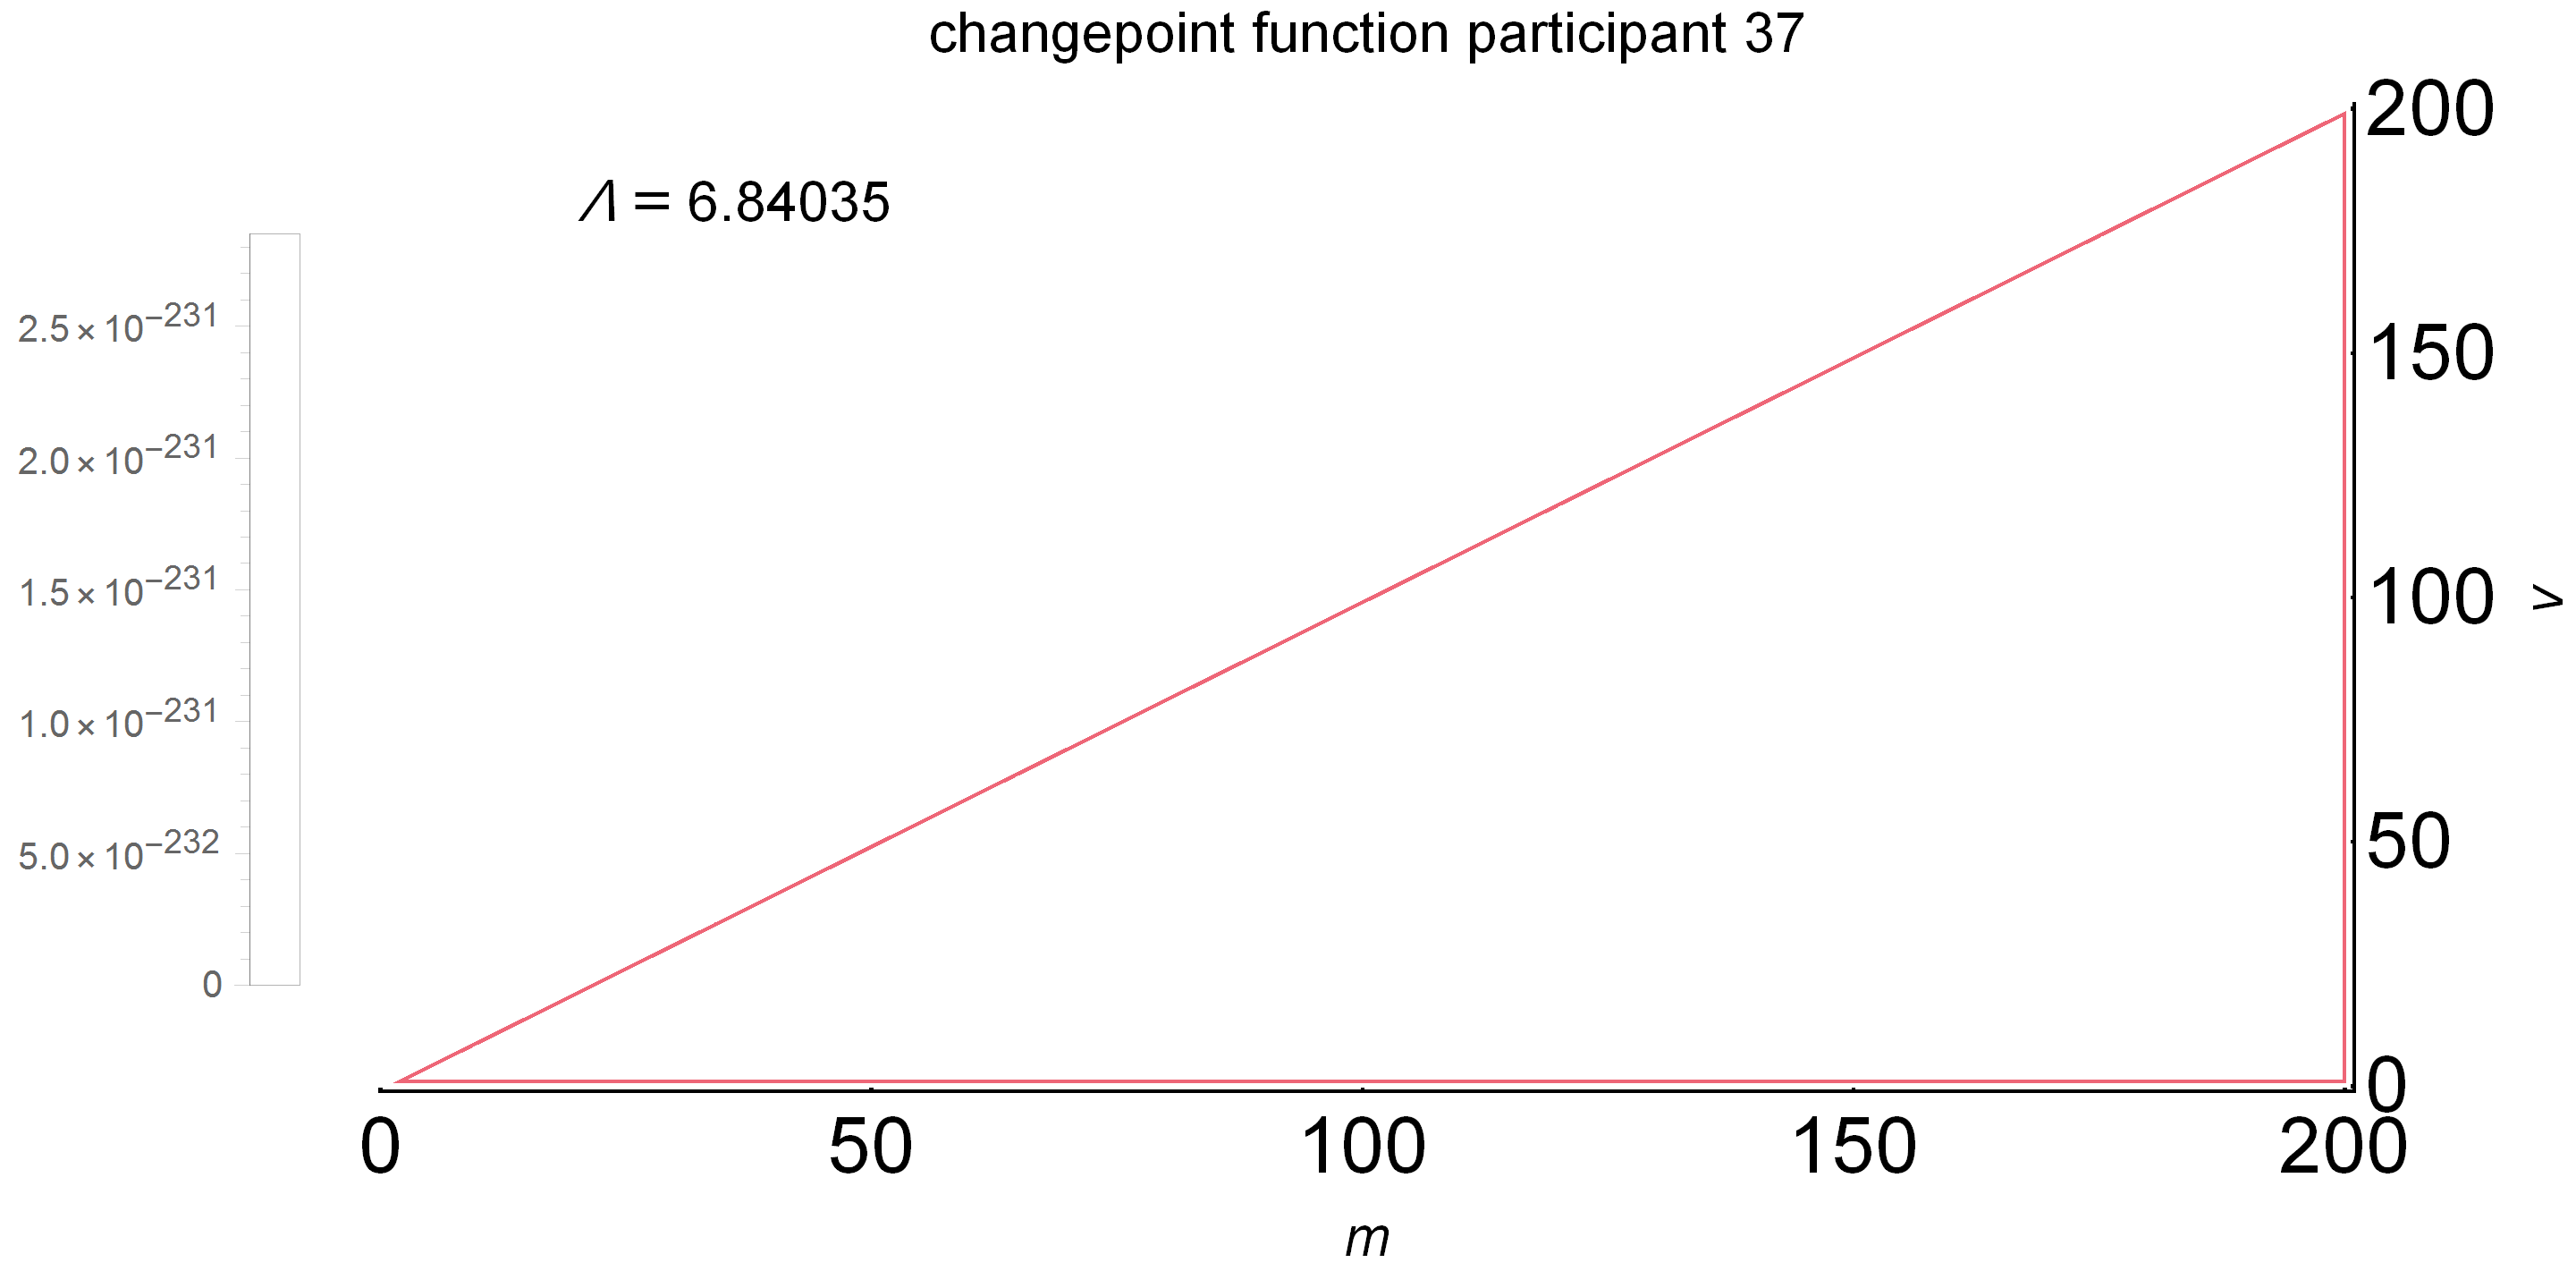 changepoint function participant 37
Λ = 6.84035
2.5×10⁻²³¹
2.0×10⁻²³¹
1.5×10⁻²³¹
1.0×10⁻²³¹
5.0×10⁻²³²
0
200
150
100
50
0
v
0 50 100 150 200
m